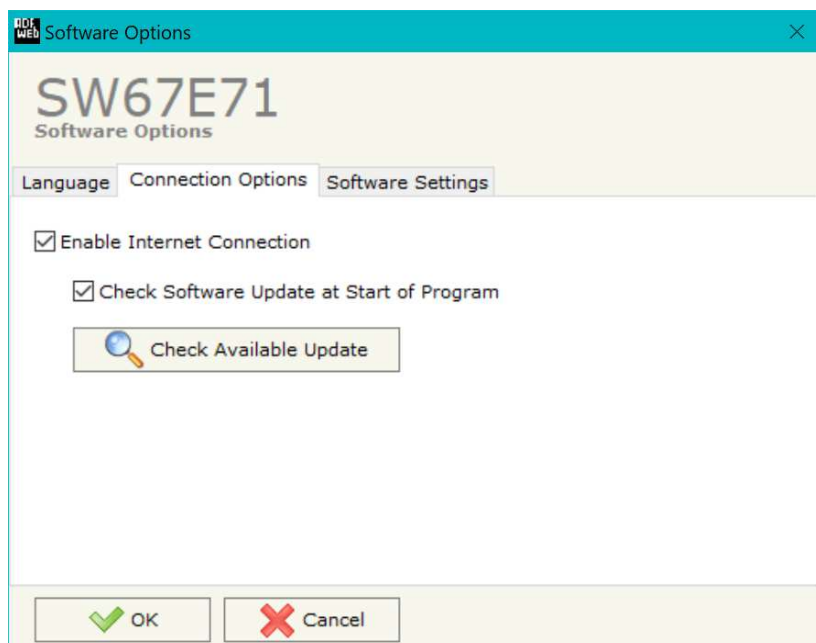 ADF
WEB Software Options
SW67E71
Software Options
Language Connection Options Software Settings
Enable Internet Connection
Check Software Update at Start of Program
Check Available Update
OK Cancel